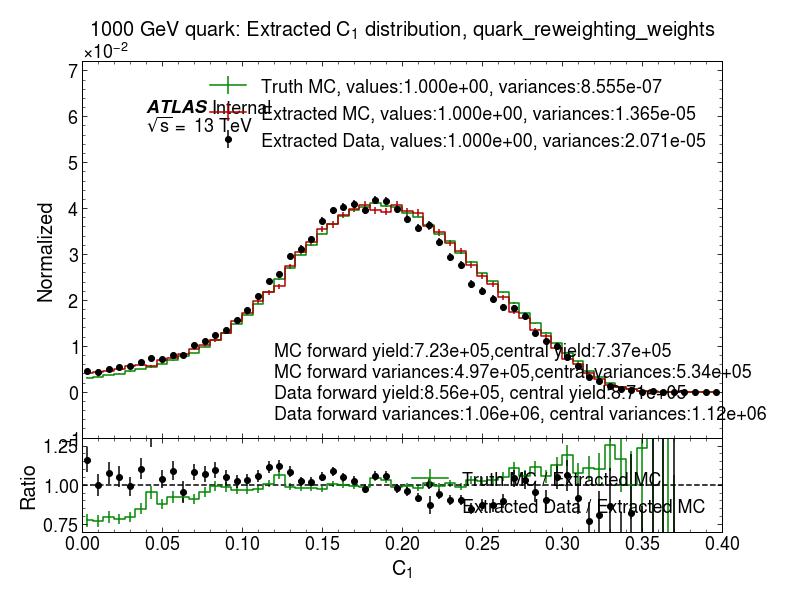 1000 GeV quark: Extracted C₁ distribution, quark_reweighting_weights
×10⁻²
7
6
5
4
3
2
1
0
1
Normalized
Truth MC, values:1.000e+00, variances:8.555e-07
ATLAS Internal
Extracted MC, values:1.000e+00, variances:1.365e-05
√s = 13 TeV
Extracted Data, values:1.000e+00, variances:2.071e-05
MC forward yield:7.23e+05,central yield:7.37e+05
MC forward variances:4.97e+05,central variances:5.34e+05
Data forward yield:8.56e+05, central yield:8.71e+05
Data forward variances:1.06e+06, central variances:1.12e+06
1.25
1.00
0.75
Ratio
Truth MC / Extracted MC
Extracted Data / Extracted MC
0.00 0.05 0.10 0.15 0.20 0.25 0.30 0.35 0.40
C₁